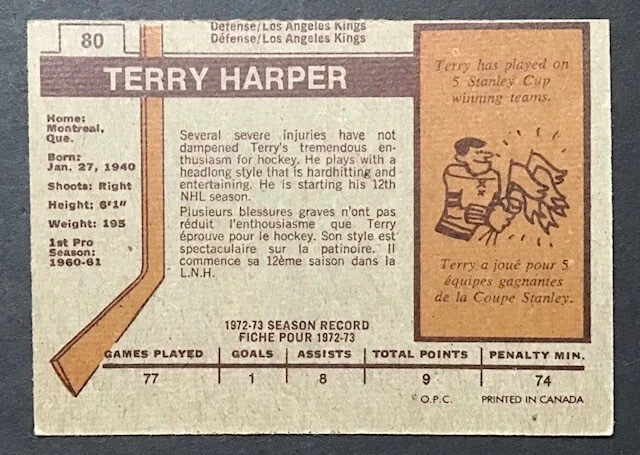 80
Defense/Los Angeles Kings
Défense/Los Angeles Kings
TERRY HARPER
Home:
Montreal,
Que.
Born:
Jan. 27, 1940
Shoots: Right
Height: 6'1"
Weight: 195
1st Pro
Season:
1960-61
Several severe injuries have not
dampened Terry's tremendous en-
thusiasm for hockey. He plays with a
headlong style that is hardhitting and
entertaining. He is starting his 12th
NHL season.
Plusieurs blessures graves n'ont pas
réduit l'enthousiasme que Terry
éprouve pour le hockey. Son style est
spectaculaire sur la patinoire. Il
commence sa 12ème saison dans la
L.N.H.
Terry has played on
5 Stanley Cup
winning teams.
Terry a joué pour 5
équipes gagnantes
de la Coupe Stanley.
1972-73 SEASON RECORD
FICHE POUR 1972-73
GAMES PLAYED GOALS ASSISTS TOTAL POINTS PENALTY MIN.
77 1 8 9 74
© O.P.C. PRINTED IN CANADA